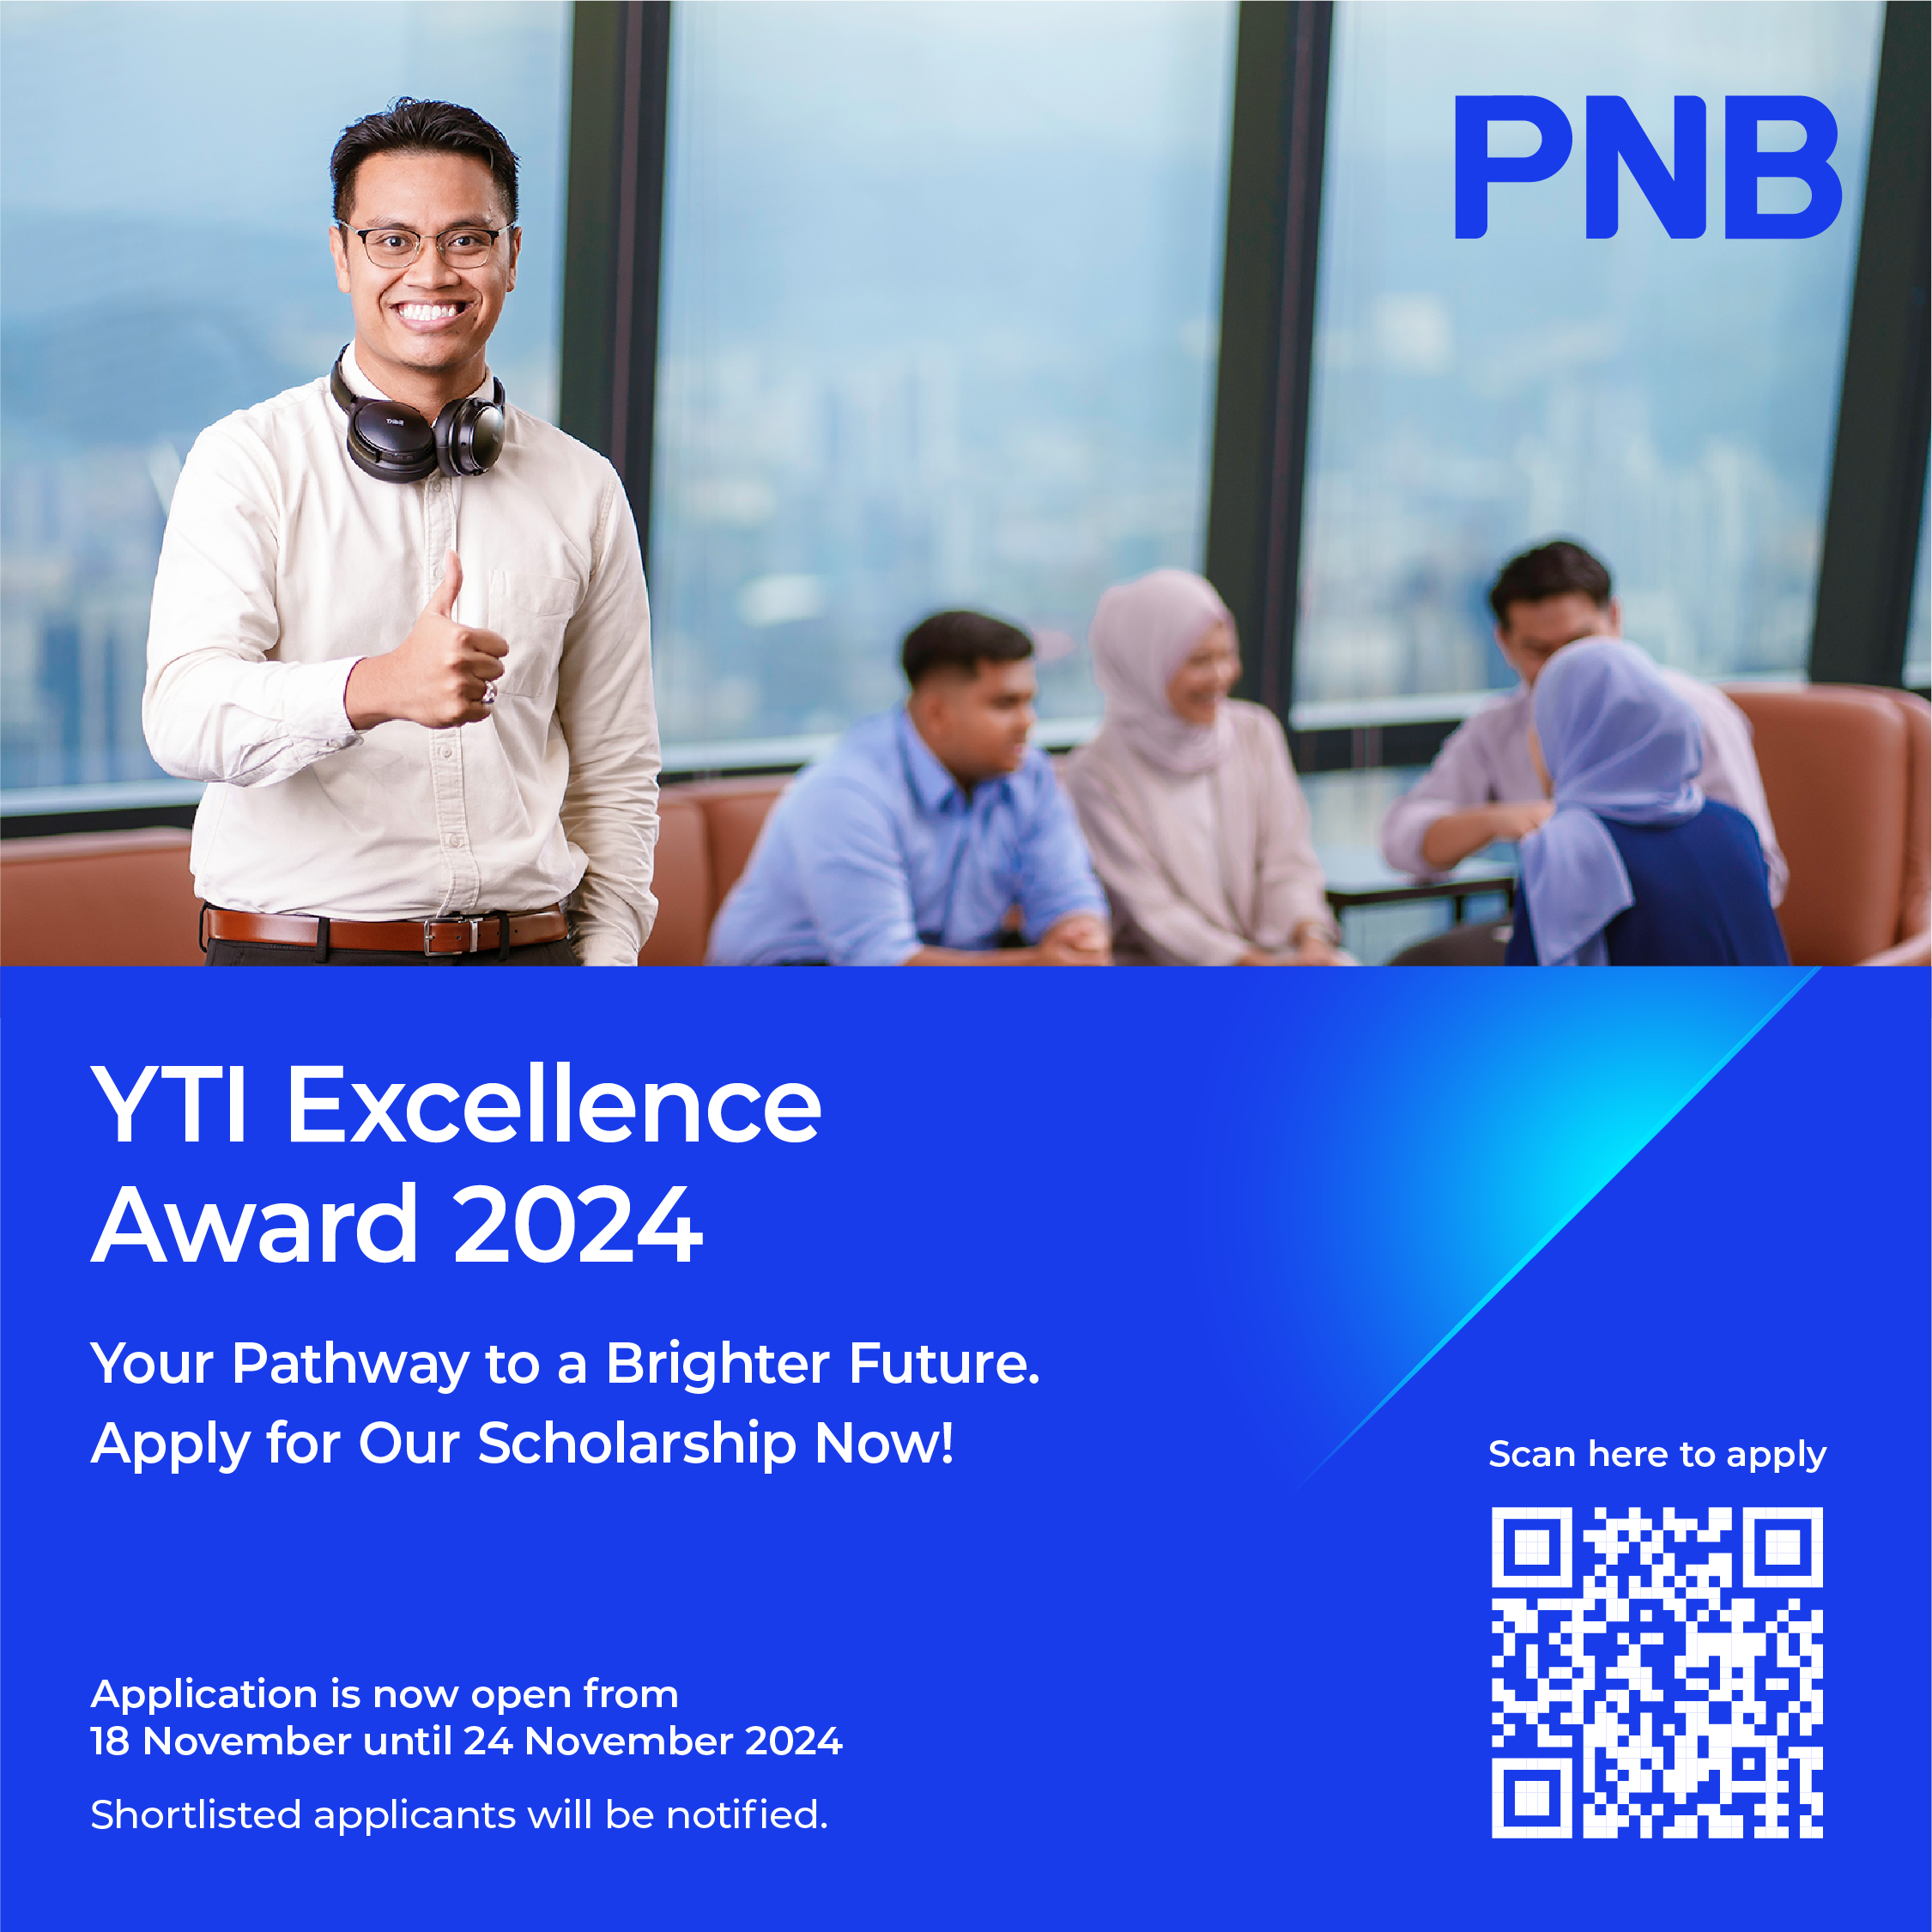 PNB
YTI Excellence
Award 2024
Your Pathway to a Brighter Future.
Apply for Our Scholarship Now!
Scan here to apply
Application is now open from
18 November until 24 November 2024
Shortlisted applicants will be notified.